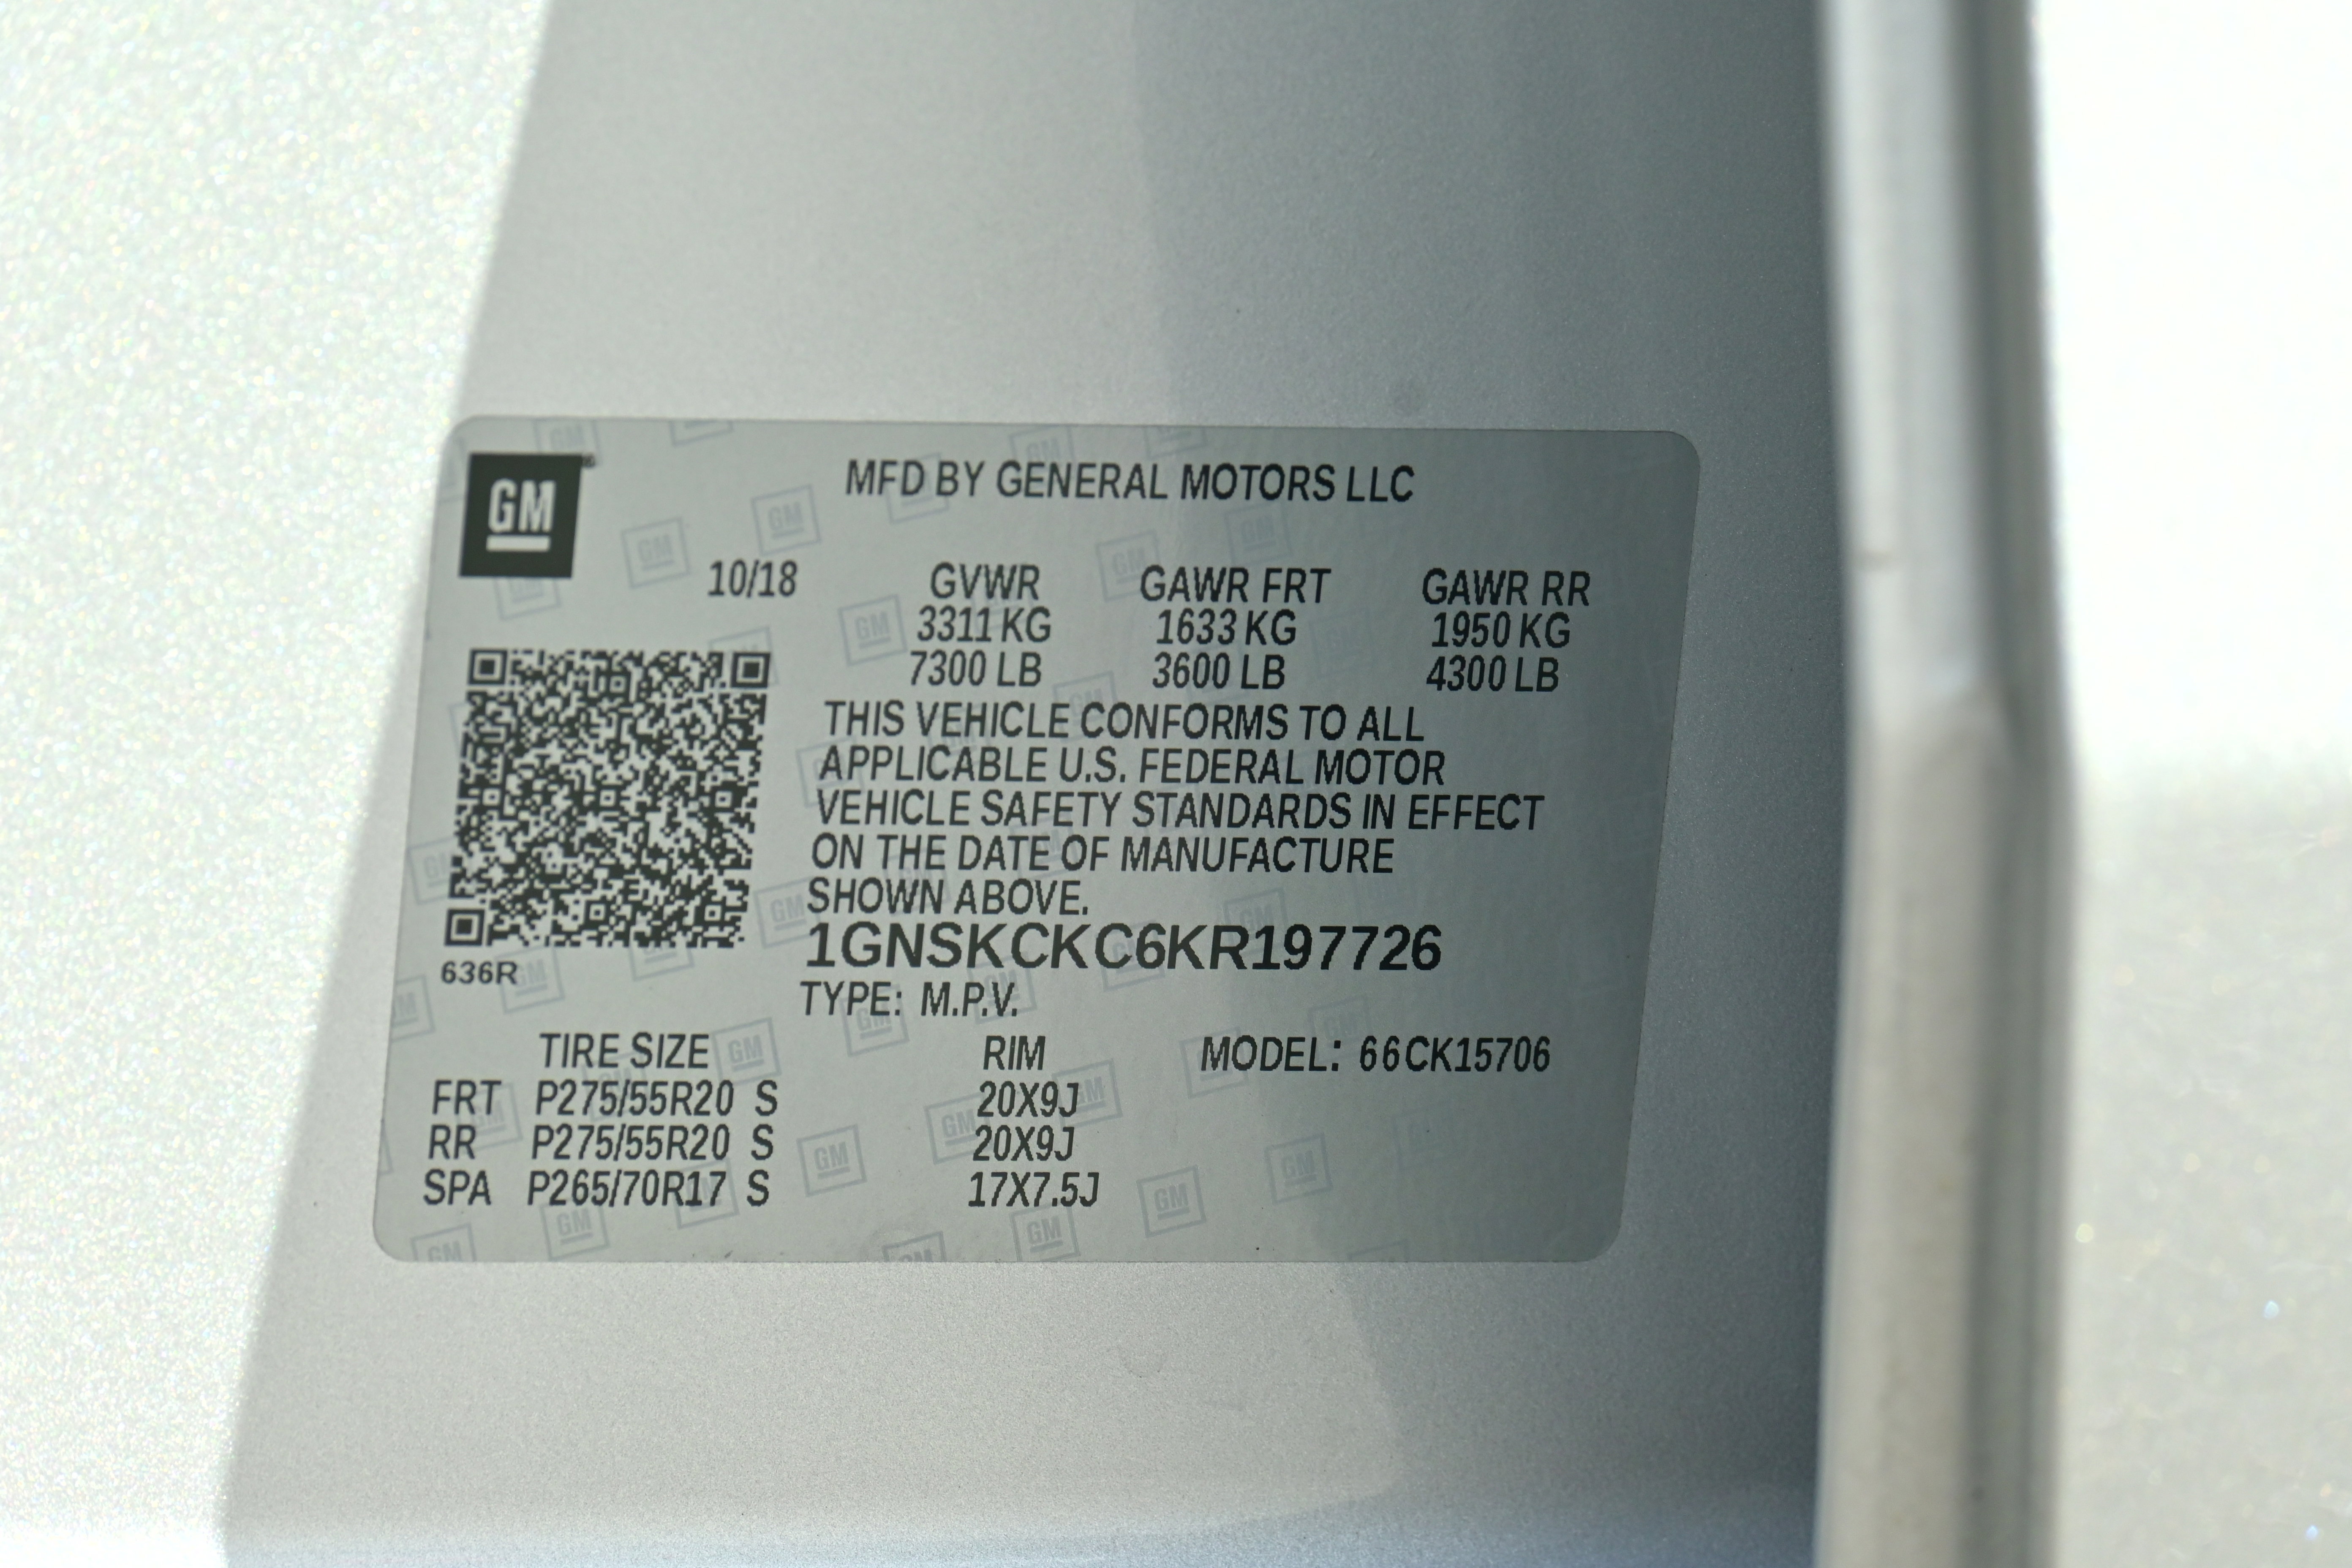 GM
MFD BY GENERAL MOTORS LLC
10/18 GVWR GAWR FRT GAWR RR
3311 KG 1633 KG 1950 KG
7300 LB 3600 LB 4300 LB
THIS VEHICLE CONFORMS TO ALL
APPLICABLE U.S. FEDERAL MOTOR
VEHICLE SAFETY STANDARDS IN EFFECT
ON THE DATE OF MANUFACTURE
SHOWN ABOVE.
1GNSKCKC6KR197726
636R
TYPE: M.P.V.
TIRE SIZE RIM MODEL: 66CK15706
FRT P275/55R20 S 20X9J
RR P275/55R20 S 20X9J
SPA P265/70R17 S 17X7.5J